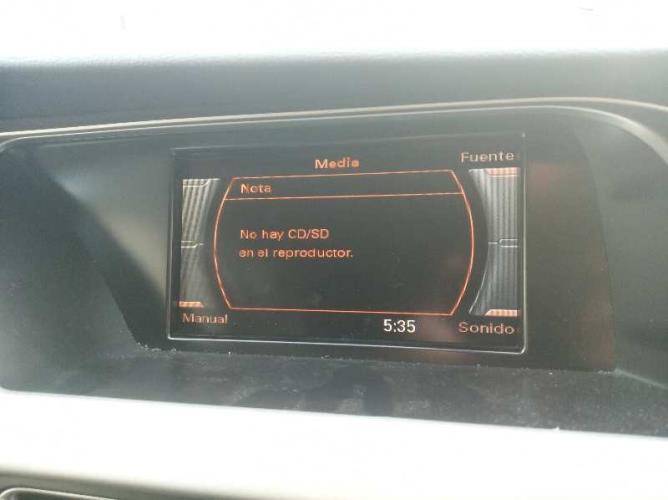 Media
Fuente
Nota
No hay CD/SD
en el reproductor.
Manual
5:35
Sonido